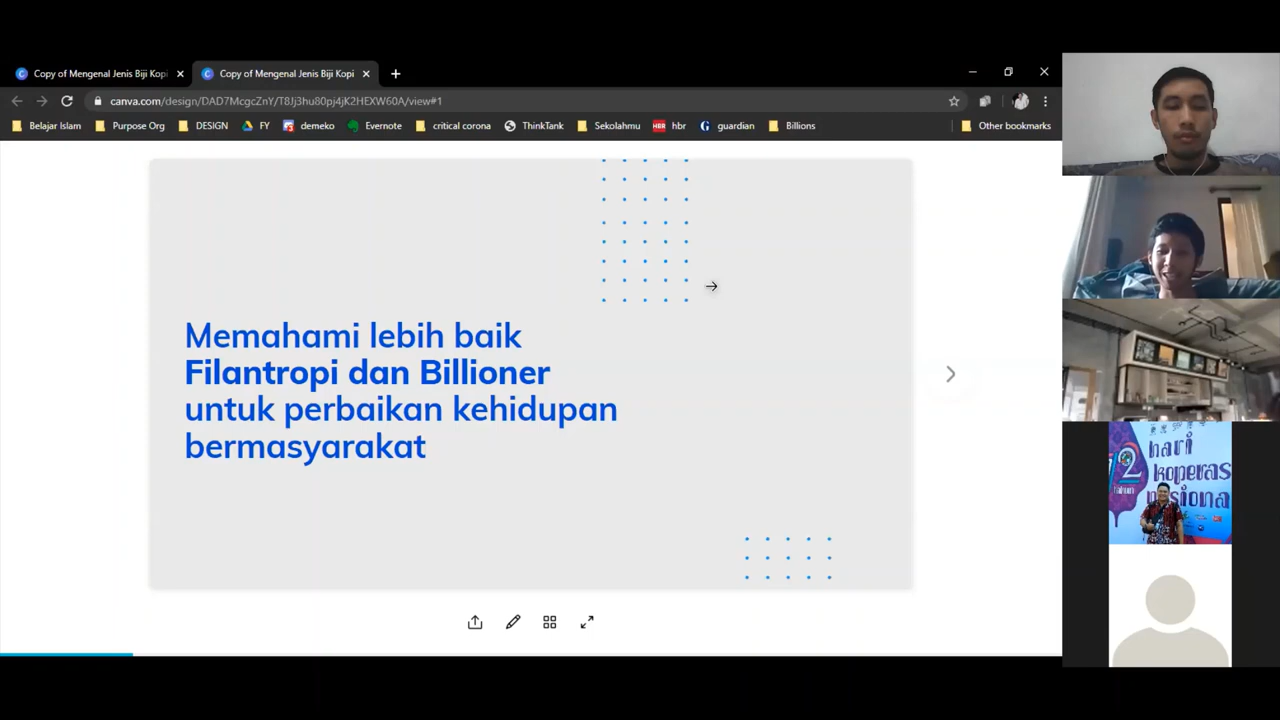 Copy of Mengenal Jenis Biji Kopi
Copy of Mengenal Jenis Biji Kopi
canva.com/design/DAD7McgcZnY/T8Jj3hu80pj4jK2HEXW60A/view#1
Belajar Islam Purpose Org DESIGN FY demeko Evernote critical corona ThinkTank Sekolahmu HBR hbr guardian Billions Other bookmarks
Memahami lebih baik
Filantropi dan Billioner
untuk perbaikan kehidupan
bermasyarakat
hari
koperas